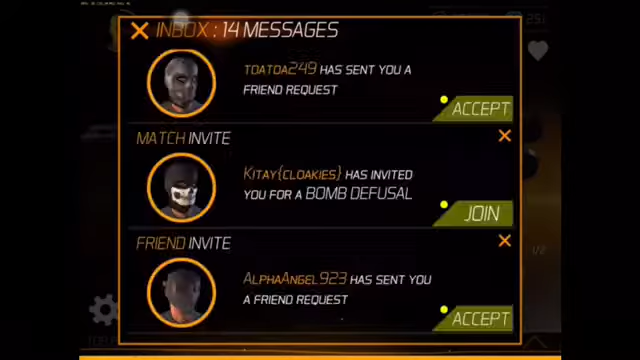 INBOX : 14 MESSAGES
TOATOA249 HAS SENT YOU A
FRIEND REQUEST
ACCEPT
MATCH INVITE
KITAY{CLOAKIES} HAS INVITED
YOU FOR A BOMB DEFUSAL
JOIN
FRIEND INVITE
ALPHAANGEL923 HAS SENT YOU
A FRIEND REQUEST
ACCEPT